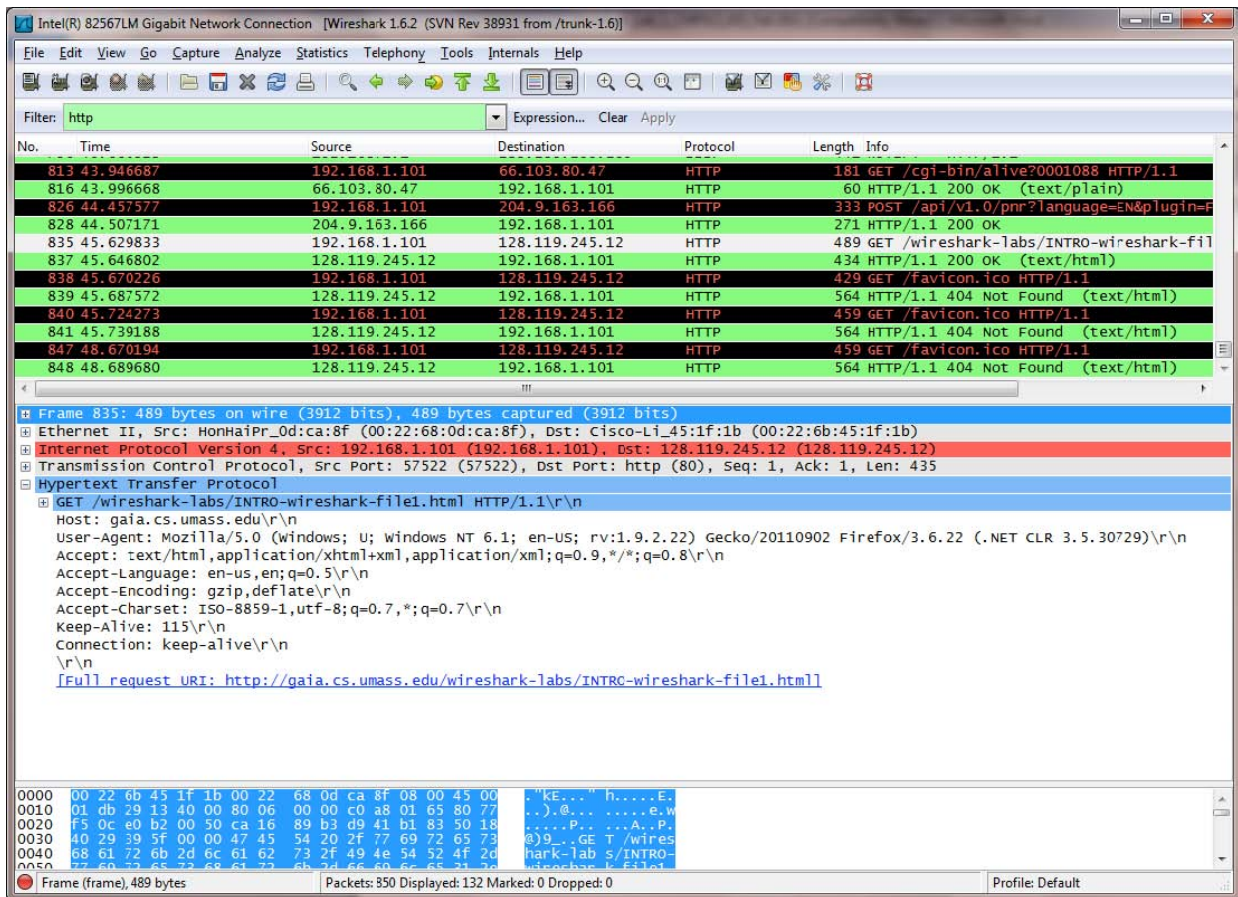 Intel(R) 82567LM Gigabit Network Connection [Wireshark 1.6.2 (SVN Rev 38931 from /trunk-1.6)]
File Edit View Go Capture Analyze Statistics Telephony Tools Internals Help
Filter: http Expression... Clear Apply
No. Time Source Destination Protocol Length Info
813 43.946687 192.168.1.101 66.103.80.47 HTTP 181 GET /cgi-bin/alive?0001088 HTTP/1.1
816 43.996668 66.103.80.47 192.168.1.101 HTTP 60 HTTP/1.1 200 OK (text/plain)
826 44.457577 192.168.1.101 204.9.163.166 HTTP 333 POST /api/v1.0/pnr?language=EN&plugin=F
828 44.507171 204.9.163.166 192.168.1.101 HTTP 271 HTTP/1.1 200 OK
835 45.629833 192.168.1.101 128.119.245.12 HTTP 489 GET /wireshark-labs/INTRO-wireshark-fil
837 45.646802 128.119.245.12 192.168.1.101 HTTP 434 HTTP/1.1 200 OK (text/html)
838 45.670226 192.168.1.101 128.119.245.12 HTTP 429 GET /favicon.ico HTTP/1.1
839 45.687572 128.119.245.12 192.168.1.101 HTTP 564 HTTP/1.1 404 Not Found (text/html)
840 45.724273 192.168.1.101 128.119.245.12 HTTP 459 GET /favicon.ico HTTP/1.1
841 45.739188 128.119.245.12 192.168.1.101 HTTP 564 HTTP/1.1 404 Not Found (text/html)
847 48.670194 192.168.1.101 128.119.245.12 HTTP 459 GET /favicon.ico HTTP/1.1
848 48.689680 128.119.245.12 192.168.1.101 HTTP 564 HTTP/1.1 404 Not Found (text/html)
Frame 835: 489 bytes on wire (3912 bits), 489 bytes captured (3912 bits)
Ethernet II, Src: HonHaiPr_0d:ca:8f (00:22:68:0d:ca:8f), Dst: Cisco-Li_45:1f:1b (00:22:6b:45:1f:1b)
Internet Protocol Version 4, Src: 192.168.1.101 (192.168.1.101), Dst: 128.119.245.12 (128.119.245.12)
Transmission Control Protocol, Src Port: 57522 (57522), Dst Port: http (80), Seq: 1, Ack: 1, Len: 435
Hypertext Transfer Protocol
GET /wireshark-labs/INTRO-wireshark-file1.html HTTP/1.1\r\n
Host: gaia.cs.umass.edu\r\n
User-Agent: Mozilla/5.0 (Windows; U; Windows NT 6.1; en-US; rv:1.9.2.22) Gecko/20110902 Firefox/3.6.22 (.NET CLR 3.5.30729)\r\n
Accept: text/html,application/xhtml+xml,application/xml;q=0.9,*/*;q=0.8\r\n
Accept-Language: en-us,en;q=0.5\r\n
Accept-Encoding: gzip,deflate\r\n
Accept-Charset: ISO-8859-1,utf-8;q=0.7,*;q=0.7\r\n
Keep-Alive: 115\r\n
Connection: keep-alive\r\n
\r\n
[Full request URI: http://gaia.cs.umass.edu/wireshark-labs/INTRO-wireshark-file1.html]
0000 00 22 6b 45 1f 1b 00 22 68 0d ca 8f 08 00 45 00 ."kE..." h.....E.
0010 01 db 29 13 40 00 80 06 00 00 c0 a8 01 65 80 77 ..).@... .....e.w
0020 f5 0c e0 b2 00 50 ca 16 89 b3 d9 41 b1 83 50 18 .....P.. ...A..P.
0030 40 29 39 5f 00 00 47 45 54 20 2f 77 69 72 65 73 @)9_..GE T /wires
0040 68 61 72 6b 2d 6c 61 62 73 2f 49 4e 54 52 4f 2d hark-lab s/INTRO-
Frame (frame), 489 bytes Packets: 850 Displayed: 132 Marked: 0 Dropped: 0 Profile: Default